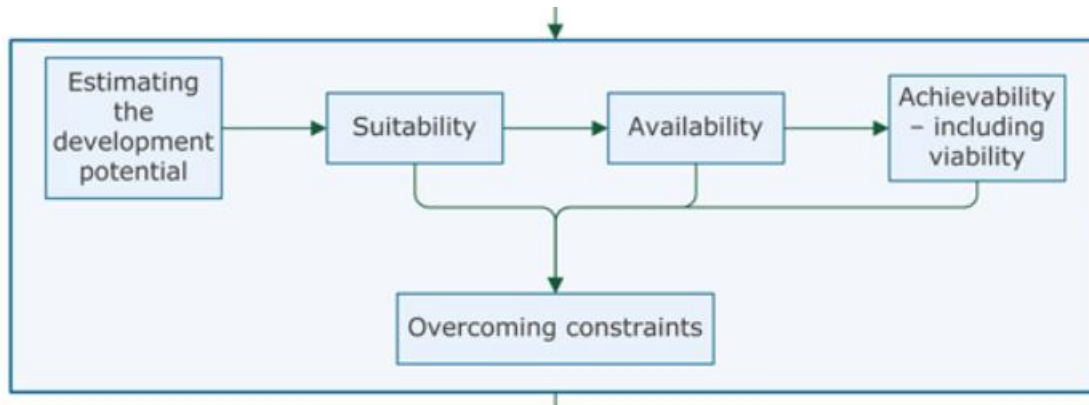 Estimating
the
development
potential
Suitability
Availability
Achievability
– including
viability
Overcoming constraints